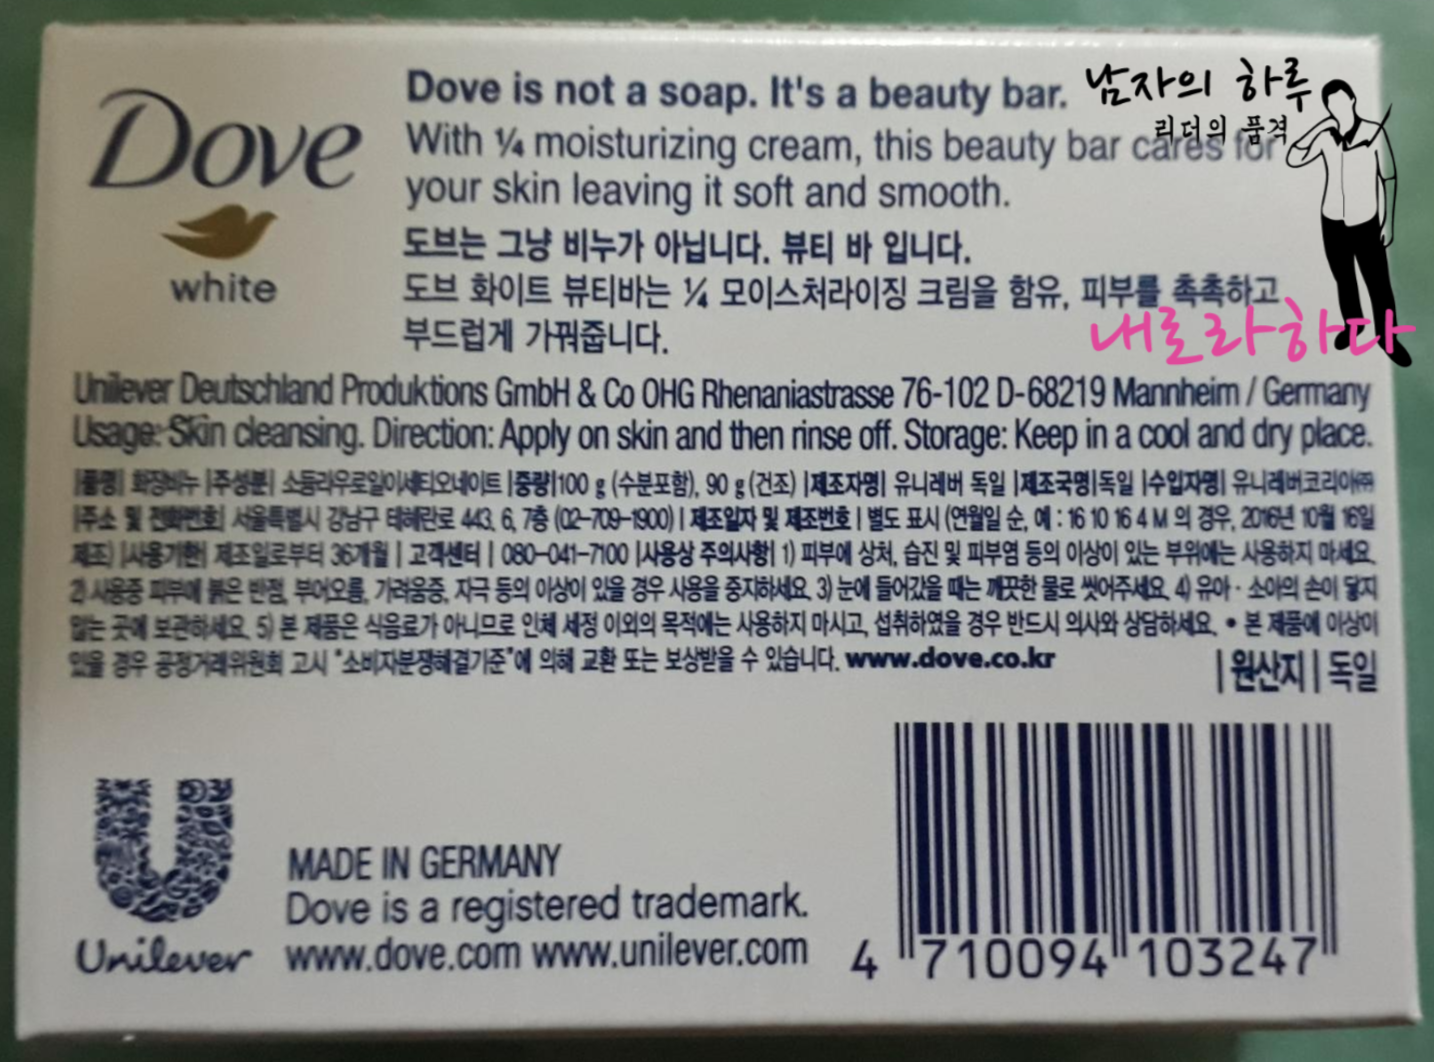 Dove
white
Dove is not a soap. It's a beauty bar.
With ¼ moisturizing cream, this beauty bar cares for
your skin leaving it soft and smooth.
도브는 그냥 비누가 아닙니다. 뷰티 바 입니다.
도브 화이트 뷰티바는 ¼ 모이스처라이징 크림을 함유, 피부를 촉촉하고
부드럽게 가꿔줍니다.
남자의 하루
리더의 품격
내로라하다
Unilever Deutschland Produktions GmbH & Co OHG Rhenaniastrasse 76-102 D-68219 Mannheim / Germany
Usage: Skin cleansing. Direction: Apply on skin and then rinse off. Storage: Keep in a cool and dry place.
|품명| 화장비누 |주성분| 소듐라우로일이세티오네이트 |중량|100 g (수분포함), 90 g (건조) |제조자명| 유니레버 독일 |제조국명|독일 |수입자명| 유니레버코리아㈜
|주소 및 전화번호| 서울특별시 강남구 테헤란로 443, 6, 7층 (02-709-1900) | 제조일자 및 제조번호 | 별도 표시 (연월일 순, 예 : 16 10 16 4 M 의 경우, 2016년 10월 16일
제조) |사용기한| 제조일로부터 36개월 | 고객센터 | 080-041-7100 |사용상 주의사항| 1) 피부에 상처, 습진 및 피부염 등의 이상이 있는 부위에는 사용하지 마세요.
2) 사용중 피부에 붉은 반점, 부어오름, 가려움증, 자극 등의 이상이 있을 경우 사용을 중지하세요. 3) 눈에 들어갔을 때는 깨끗한 물로 씻어주세요. 4) 유아 · 소아의 손이 닿지
않는 곳에 보관하세요. 5) 본 제품은 식음료가 아니므로 인체 세정 이외의 목적에는 사용하지 마시고, 섭취하였을 경우 반드시 의사와 상담하세요. • 본 제품에 이상이
있을 경우 공정거래위원회 고시 "소비자분쟁해결기준"에 의해 교환 또는 보상받을 수 있습니다. www.dove.co.kr
| 원산지 | 독일
MADE IN GERMANY
Dove is a registered trademark.
www.dove.com www.unilever.com
Unilever
4 710094 103247